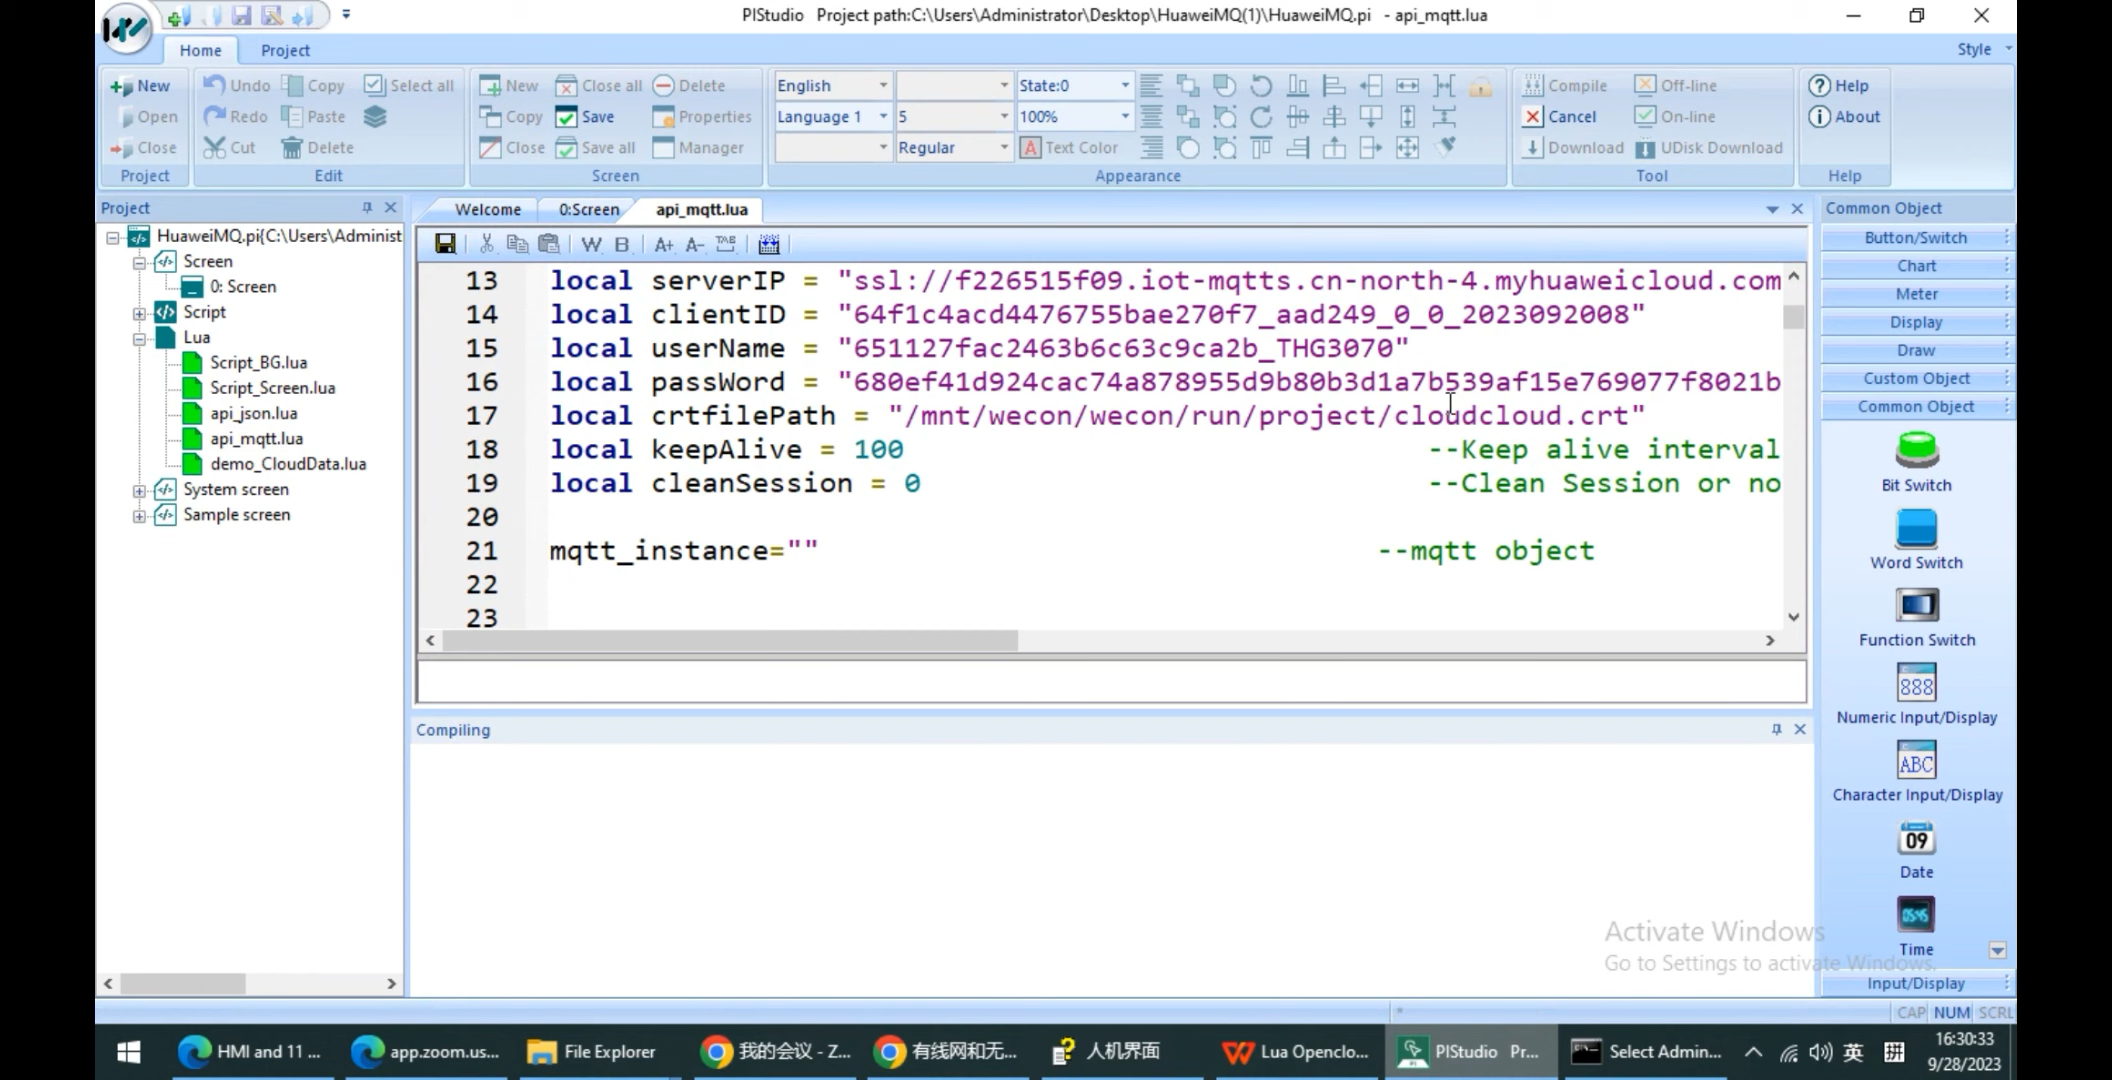 PIStudio Project path:C:\Users\Administrator\Desktop\HuaweiMQ(1)\HuaweiMQ.pi - api_mqtt.lua
Home Project Style
New Undo Copy Select all New Close all Delete English State:0 Compile Off-line Help
Open Redo Paste Copy Save Properties Language 1 5 100% Cancel On-line About
Close Cut Delete Close Save all Manager Regular A Text Color Download UDisk Download
Project Edit Screen Appearance Tool Help
Project
HuaweiMQ.pi{C:\Users\Administ
Screen
0: Screen
Script
Lua
Script_BG.lua
Script_Screen.lua
api_json.lua
api_mqtt.lua
demo_CloudData.lua
System screen
Sample screen
Welcome 0:Screen api_mqtt.lua
W B A+ A- TAB
13 local serverIP = "ssl://f226515f09.iot-mqtts.cn-north-4.myhuaweicloud.com
14 local clientID = "64f1c4acd4476755bae270f7_aad249_0_0_2023092008"
15 local userName = "651127fac2463b6c63c9ca2b_THG3070"
16 local passWord = "680ef41d924cac74a878955d9b80b3d1a7b539af15e769077f8021b
17 local crtfilePath = "/mnt/wecon/wecon/run/project/cloudcloud.crt"
18 local keepAlive = 100 --Keep alive interval
19 local cleanSession = 0 --Clean Session or no
20
21 mqtt_instance="" --mqtt object
22
23
Compiling
Common Object
Button/Switch
Chart
Meter
Display
Draw
Custom Object
Common Object
Bit Switch
Word Switch
Function Switch
888
Numeric Input/Display
ABC
Character Input/Display
09
Date
05:45
Time
Input/Display
Activate Windows
Go to Settings to activate Windows.
CAP NUM SCRL
HMI and 11 ... app.zoom.us... File Explorer 我的会议 - Z... 有线网和无... 人机界面 Lua Openclo... PIStudio Pr... Select Admin... 英 拼
16:30:33
9/28/2023